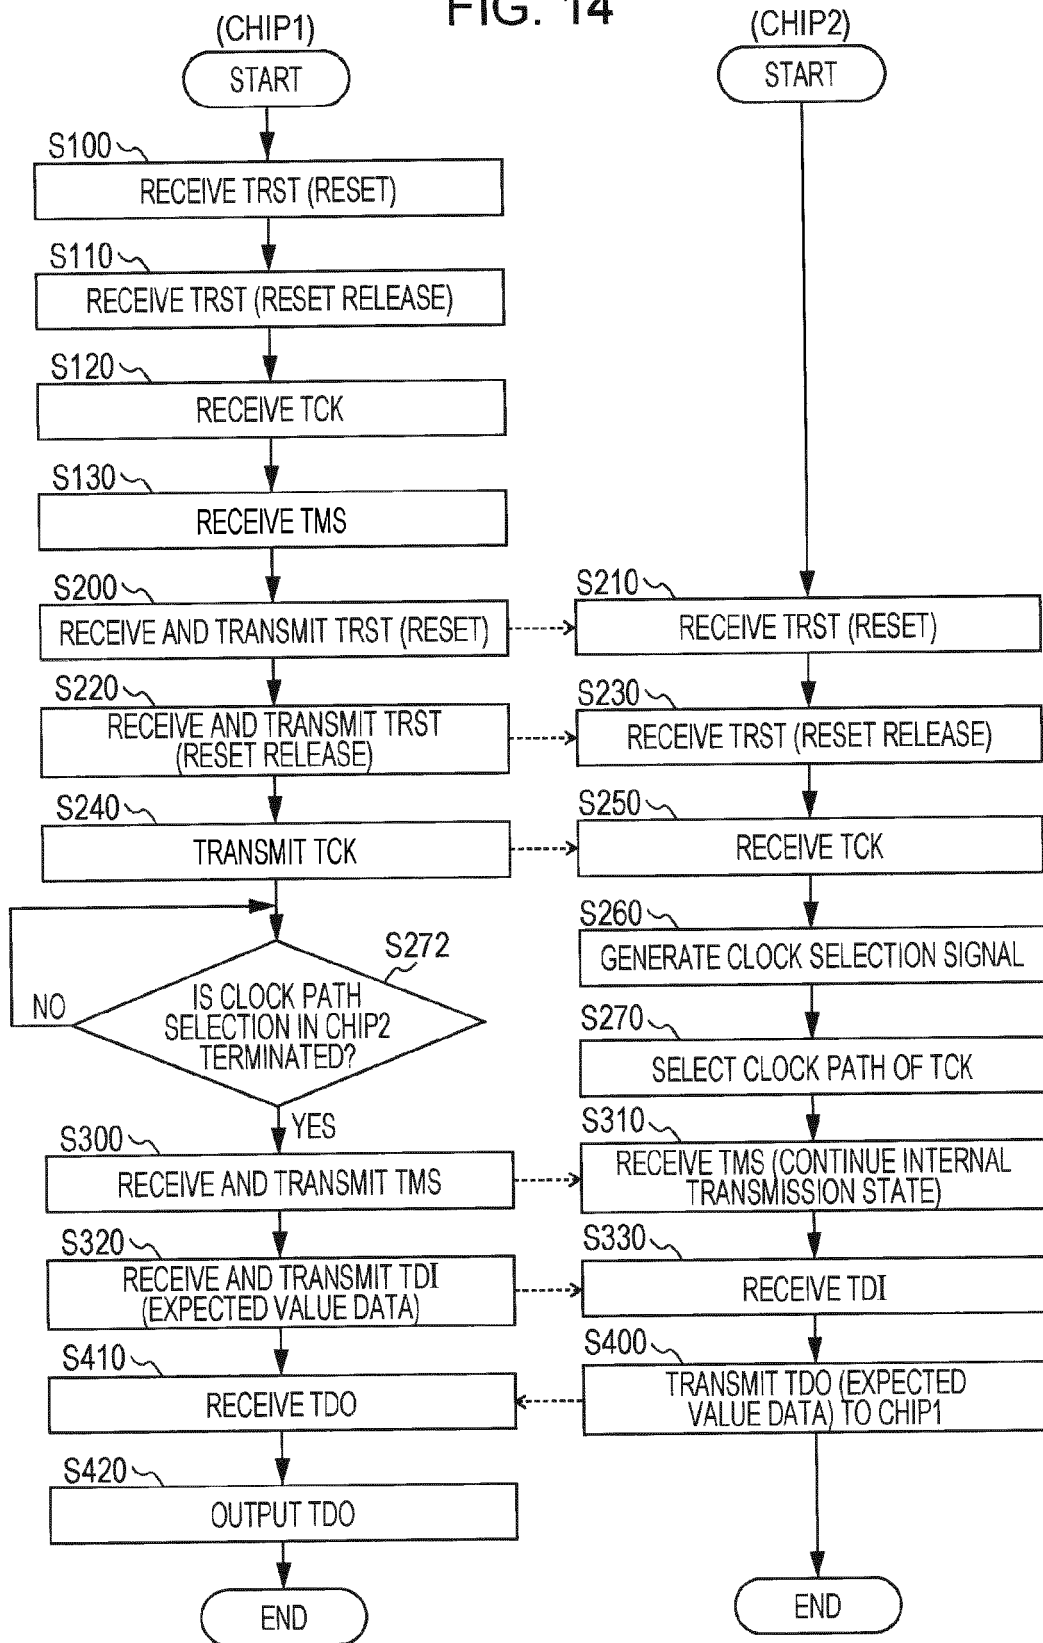 FIG. 14
(CHIP1)
START
S100
RECEIVE TRST (RESET)
S110
RECEIVE TRST (RESET RELEASE)
S120
RECEIVE TCK
S130
RECEIVE TMS
S200
RECEIVE AND TRANSMIT TRST (RESET)
S220
RECEIVE AND TRANSMIT TRST
(RESET RELEASE)
S240
TRANSMIT TCK
S272
IS CLOCK PATH
SELECTION IN CHIP2
TERMINATED?
NO
YES
S300
RECEIVE AND TRANSMIT TMS
S320
RECEIVE AND TRANSMIT TDI
(EXPECTED VALUE DATA)
S410
RECEIVE TDO
S420
OUTPUT TDO
END
(CHIP2)
START
S210
RECEIVE TRST (RESET)
S230
RECEIVE TRST (RESET RELEASE)
S250
RECEIVE TCK
S260
GENERATE CLOCK SELECTION SIGNAL
S270
SELECT CLOCK PATH OF TCK
S310
RECEIVE TMS (CONTINUE INTERNAL
TRANSMISSION STATE)
S330
RECEIVE TDI
S400
TRANSMIT TDO (EXPECTED
VALUE DATA) TO CHIP1
END